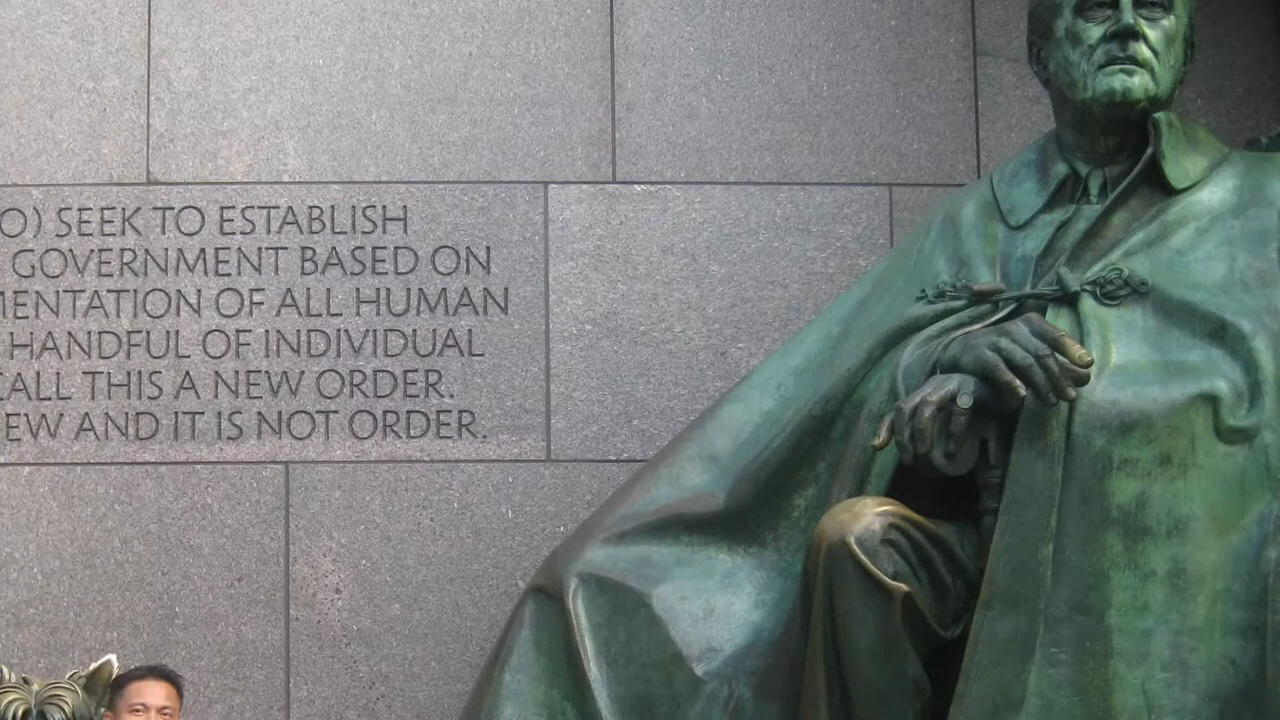 O) SEEK TO ESTABLISH
GOVERNMENT BASED ON
MENTATION OF ALL HUMAN
HANDFUL OF INDIVIDUAL
CALL THIS A NEW ORDER.
EW AND IT IS NOT ORDER.